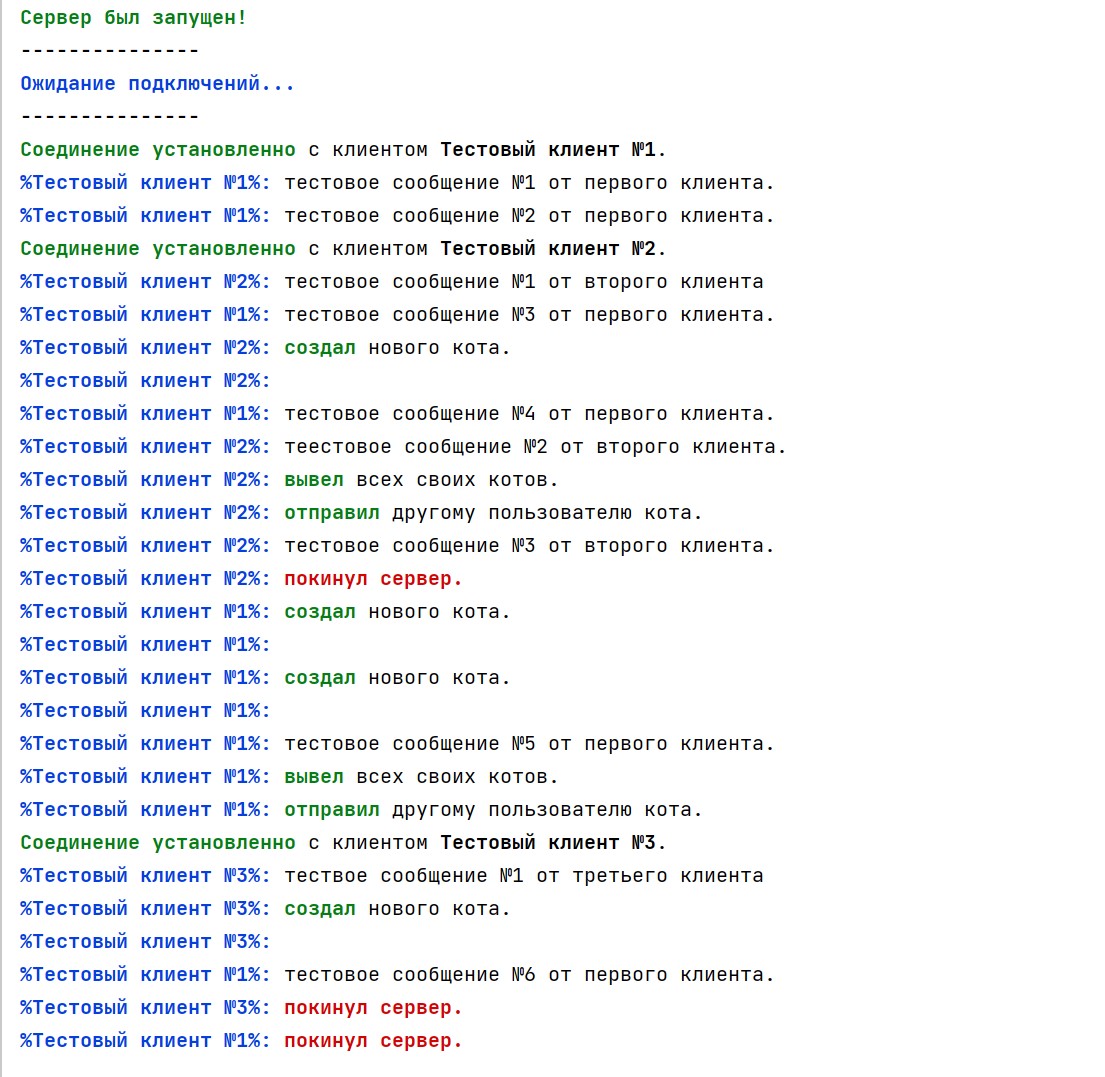 Сервер был запущен!
---------------
Ожидание подключений...
---------------
Соединение установленно с клиентом Тестовый клиент №1.
%Тестовый клиент №1%: тестовое сообщение №1 от первого клиента.
%Тестовый клиент №1%: тестовое сообщение №2 от первого клиента.
Соединение установленно с клиентом Тестовый клиент №2.
%Тестовый клиент №2%: тестовое сообщение №1 от второго клиента
%Тестовый клиент №1%: тестовое сообщение №3 от первого клиента.
%Тестовый клиент №2%: создал нового кота.
%Тестовый клиент №2%:
%Тестовый клиент №1%: тестовое сообщение №4 от первого клиента.
%Тестовый клиент №2%: теестовое сообщение №2 от второго клиента.
%Тестовый клиент №2%: вывел всех своих котов.
%Тестовый клиент №2%: отправил другому пользователю кота.
%Тестовый клиент №2%: тестовое сообщение №3 от второго клиента.
%Тестовый клиент №2%: покинул сервер.
%Тестовый клиент №1%: создал нового кота.
%Тестовый клиент №1%:
%Тестовый клиент №1%: создал нового кота.
%Тестовый клиент №1%:
%Тестовый клиент №1%: тестовое сообщение №5 от первого клиента.
%Тестовый клиент №1%: вывел всех своих котов.
%Тестовый клиент №1%: отправил другому пользователю кота.
Соединение установленно с клиентом Тестовый клиент №3.
%Тестовый клиент №3%: тествое сообщение №1 от третьего клиента
%Тестовый клиент №3%: создал нового кота.
%Тестовый клиент №3%:
%Тестовый клиент №1%: тестовое сообщение №6 от первого клиента.
%Тестовый клиент №3%: покинул сервер.
%Тестовый клиент №1%: покинул сервер.